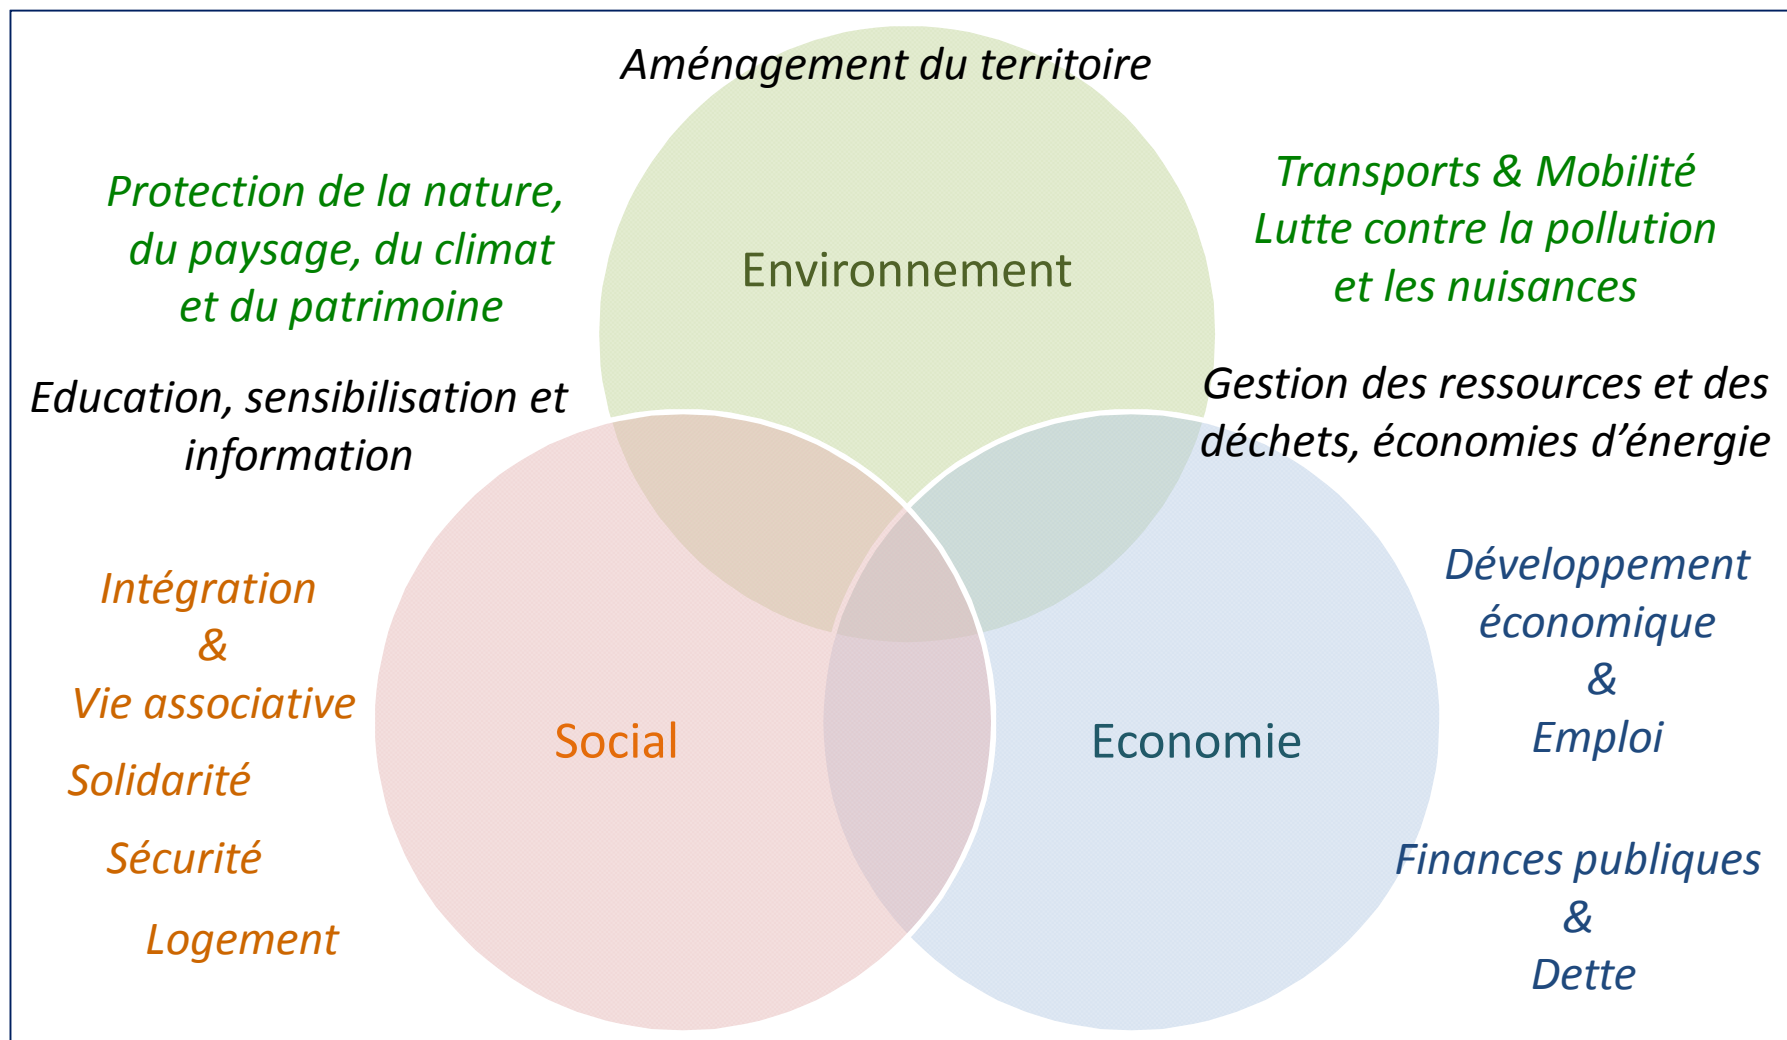 Aménagement du territoire
Protection de la nature,
du paysage, du climat
et du patrimoine
Transports & Mobilité
Lutte contre la pollution
et les nuisances
Environnement
Education, sensibilisation et
information
Gestion des ressources et des
déchets, économies d’énergie
Intégration
&
Vie associative
Solidarité
Sécurité
Logement
Social
Economie
Développement
économique
&
Emploi
Finances publiques
&
Dette